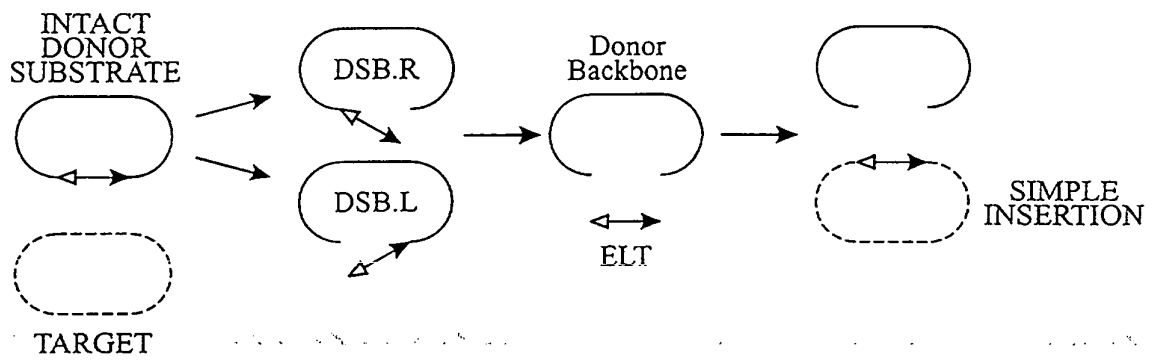 INTACT
DONOR
SUBSTRATE
TARGET
DSB.R
DSB.L
Donor
Backbone
ELT
SIMPLE
INSERTION